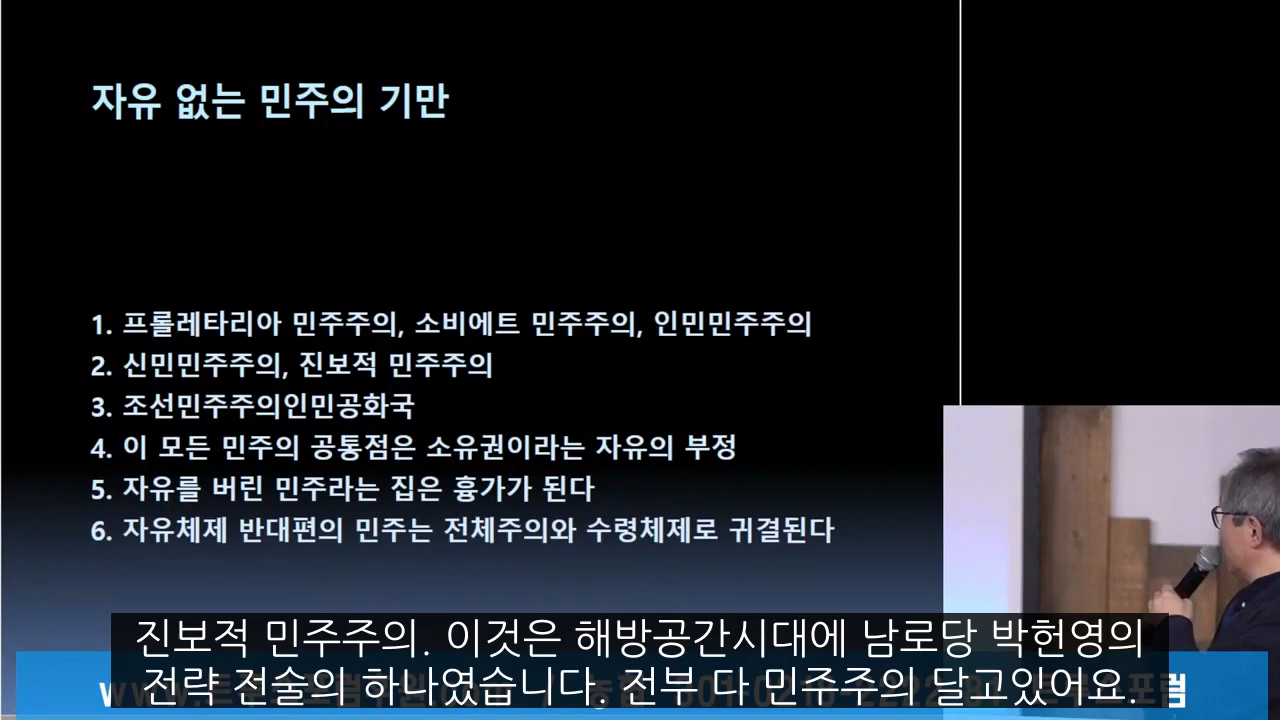 자유 없는 민주의 기만
1. 프롤레타리아 민주주의, 소비에트 민주주의, 인민민주주의
2. 신민민주주의, 진보적 민주주의
3. 조선민주주의인민공화국
4. 이 모든 민주의 공통점은 소유권이라는 자유의 부정
5. 자유를 버린 민주라는 집은 흉가가 된다
6. 자유체제 반대편의 민주는 전체주의와 수령체제로 귀결된다
진보적 민주주의. 이것은 해방공간시대에 남로당 박헌영의
전략 전술의 하나였습니다. 전부 다 민주주의 달고있어요.